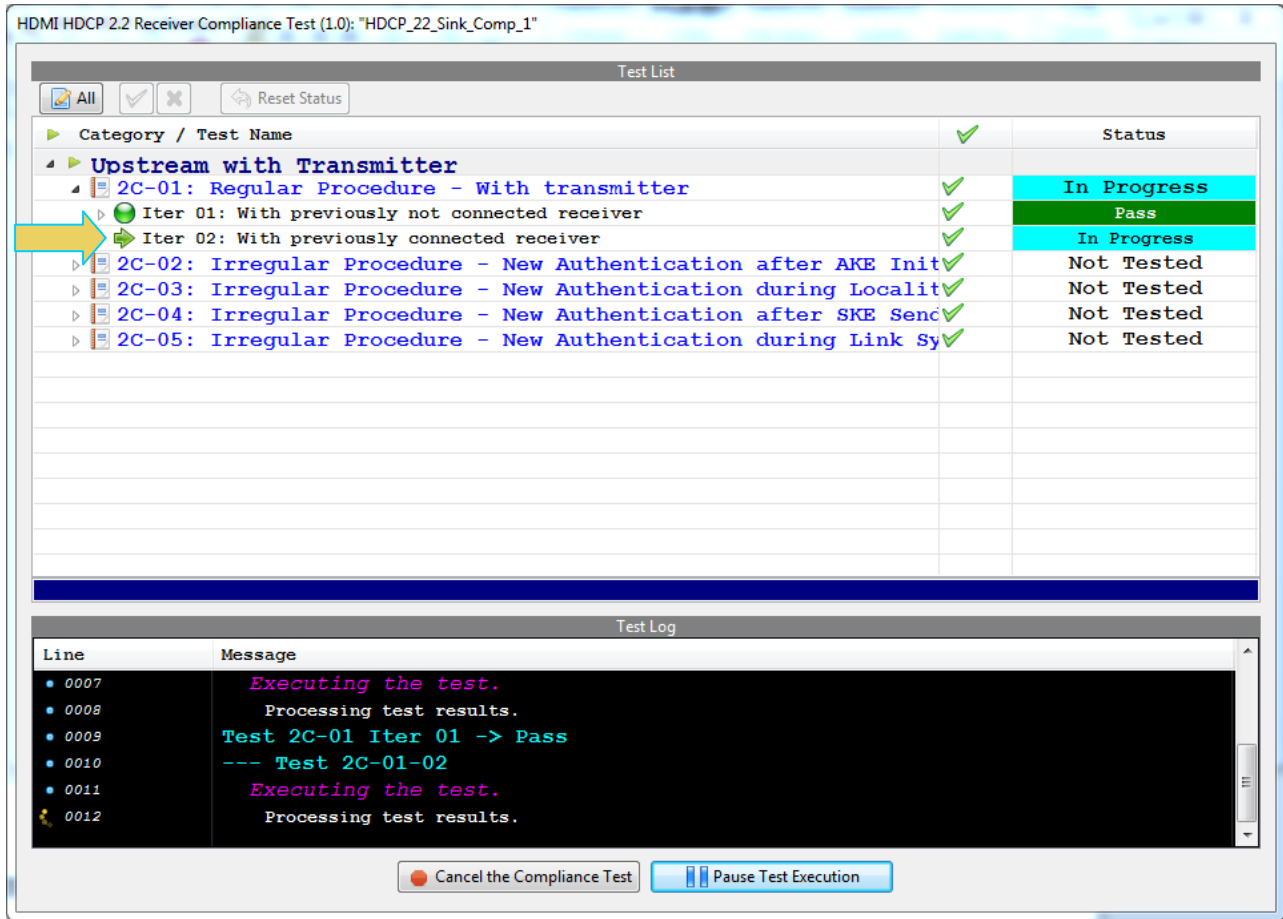 HDMI HDCP 2.2 Receiver Compliance Test (1.0): "HDCP_22_Sink_Comp_1"
Test List
All Reset Status
Category / Test Name Status
Upstream with Transmitter
2C-01: Regular Procedure - With transmitter In Progress
Iter 01: With previously not connected receiver Pass
Iter 02: With previously connected receiver In Progress
2C-02: Irregular Procedure - New Authentication after AKE Init Not Tested
2C-03: Irregular Procedure - New Authentication during Localit Not Tested
2C-04: Irregular Procedure - New Authentication after SKE Send Not Tested
2C-05: Irregular Procedure - New Authentication during Link Sy Not Tested
Test Log
Line Message
0007 Executing the test.
0008 Processing test results.
0009 Test 2C-01 Iter 01 -> Pass
0010 --- Test 2C-01-02
0011 Executing the test.
0012 Processing test results.
Cancel the Compliance Test Pause Test Execution